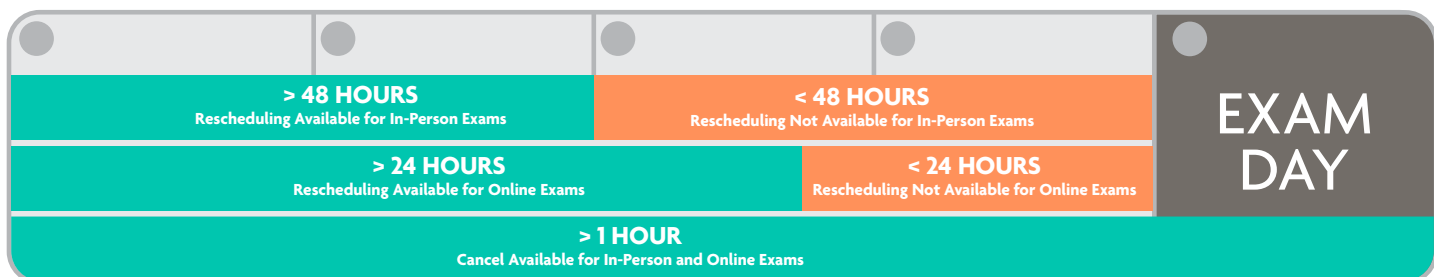 > 48 HOURS
Rescheduling Available for In-Person Exams
< 48 HOURS
Rescheduling Not Available for In-Person Exams
> 24 HOURS
Rescheduling Available for Online Exams
< 24 HOURS
Rescheduling Not Available for Online Exams
EXAM
DAY
> 1 HOUR
Cancel Available for In-Person and Online Exams